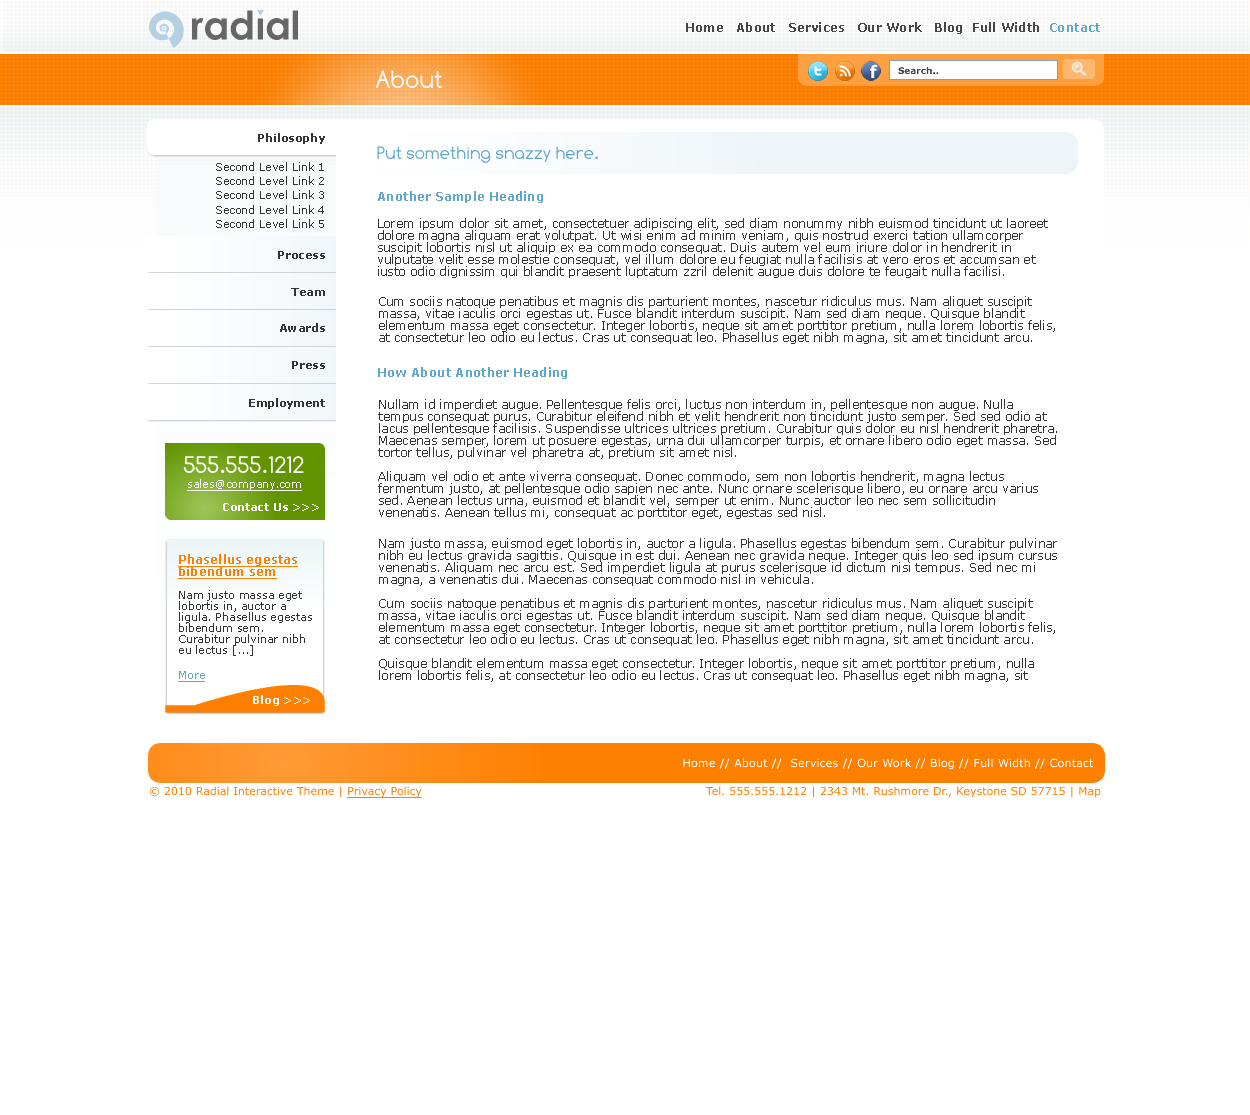 radial
Home About Services Our Work Blog Full Width Contact
About
Search..
Philosophy
Second Level Link 1
Second Level Link 2
Second Level Link 3
Second Level Link 4
Second Level Link 5
Process
Team
Awards
Press
Employment
555.555.1212
sales@company.com
Contact Us >>>
Phasellus egestas
bibendum sem
Nam justo massa eget
lobortis in, auctor a
ligula. Phasellus egestas
bibendum sem.
Curabitur pulvinar nibh
eu lectus [...]
More
Blog >>>
Put something snazzy here.
Another Sample Heading
Lorem ipsum dolor sit amet, consectetuer adipiscing elit, sed diam nonummy nibh euismod tincidunt ut laoreet
dolore magna aliquam erat volutpat. Ut wisi enim ad minim veniam, quis nostrud exerci tation ullamcorper
suscipit lobortis nisl ut aliquip ex ea commodo consequat. Duis autem vel eum iriure dolor in hendrerit in
vulputate velit esse molestie consequat, vel illum dolore eu feugiat nulla facilisis at vero eros et accumsan et
iusto odio dignissim qui blandit praesent luptatum zzril delenit augue duis dolore te feugait nulla facilisi.
Cum sociis natoque penatibus et magnis dis parturient montes, nascetur ridiculus mus. Nam aliquet suscipit
massa, vitae iaculis orci egestas ut. Fusce blandit interdum suscipit. Nam sed diam neque. Quisque blandit
elementum massa eget consectetur. Integer lobortis, neque sit amet porttitor pretium, nulla lorem lobortis felis,
at consectetur leo odio eu lectus. Cras ut consequat leo. Phasellus eget nibh magna, sit amet tincidunt arcu.
How About Another Heading
Nullam id imperdiet augue. Pellentesque felis orci, luctus non interdum in, pellentesque non augue. Nulla
tempus consequat purus. Curabitur eleifend nibh et velit hendrerit non tincidunt justo semper. Sed sed odio at
lacus pellentesque facilisis. Suspendisse ultrices ultrices pretium. Curabitur quis dolor eu nisl hendrerit pharetra.
Maecenas semper, lorem ut posuere egestas, urna dui ullamcorper turpis, et ornare libero odio eget massa. Sed
tortor tellus, pulvinar vel pharetra at, pretium sit amet nisl.
Aliquam vel odio et ante viverra consequat. Donec commodo, sem non lobortis hendrerit, magna lectus
fermentum justo, at pellentesque odio sapien nec ante. Nunc ornare scelerisque libero, eu ornare arcu varius
sed. Aenean lectus urna, euismod et blandit vel, semper ut enim. Nunc auctor leo nec sem sollicitudin
venenatis. Aenean tellus mi, consequat ac porttitor eget, egestas sed nisl.
Nam justo massa, euismod eget lobortis in, auctor a ligula. Phasellus egestas bibendum sem. Curabitur pulvinar
nibh eu lectus gravida sagittis. Quisque in est dui. Aenean nec gravida neque. Integer quis leo sed ipsum cursus
venenatis. Aliquam nec arcu est. Sed imperdiet ligula at purus scelerisque id dictum nisi tempus. Sed nec mi
magna, a venenatis dui. Maecenas consequat commodo nisl in vehicula.
Cum sociis natoque penatibus et magnis dis parturient montes, nascetur ridiculus mus. Nam aliquet suscipit
massa, vitae iaculis orci egestas ut. Fusce blandit interdum suscipit. Nam sed diam neque. Quisque blandit
elementum massa eget consectetur. Integer lobortis, neque sit amet porttitor pretium, nulla lorem lobortis felis,
at consectetur leo odio eu lectus. Cras ut consequat leo. Phasellus eget nibh magna, sit amet tincidunt arcu.
Quisque blandit elementum massa eget consectetur. Integer lobortis, neque sit amet porttitor pretium, nulla
lorem lobortis felis, at consectetur leo odio eu lectus. Cras ut consequat leo. Phasellus eget nibh magna, sit
Home // About // Services // Our Work // Blog // Full Width // Contact
© 2010 Radial Interactive Theme | Privacy Policy
Tel. 555.555.1212 | 2343 Mt. Rushmore Dr., Keystone SD 57715 | Map